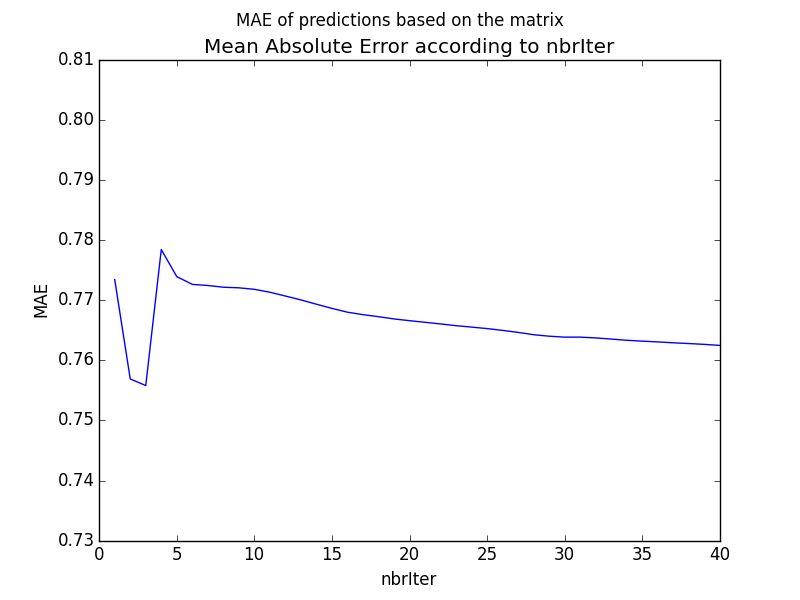 MAE of predictions based on the matrix
Mean Absolute Error according to nbrIter
0.81
0.80
0.79
0.78
0.77
0.76
0.75
0.74
0.73
MAE
0 5 10 15 20 25 30 35 40
nbrIter